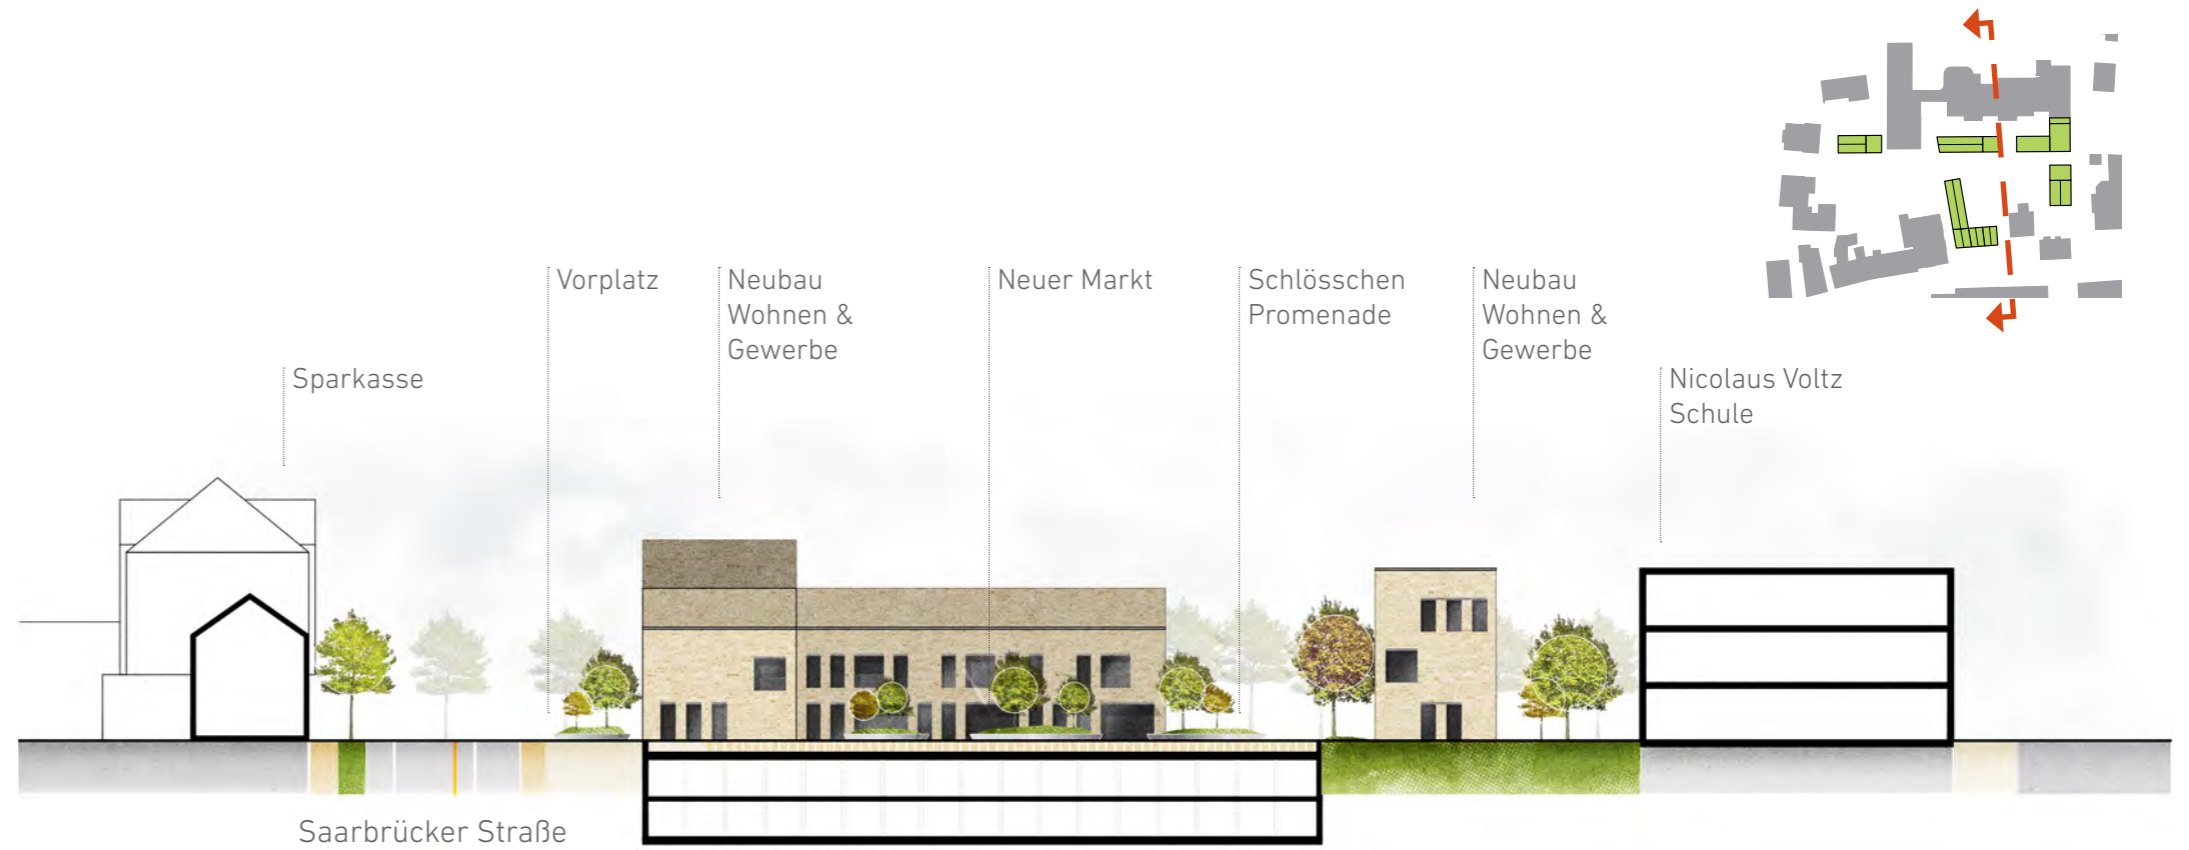 Vorplatz
Neubau
Wohnen &
Gewerbe
Neuer Markt
Schlösschen
Promenade
Neubau
Wohnen &
Gewerbe
Sparkasse
Nicolaus Voltz
Schule
Saarbrücker Straße